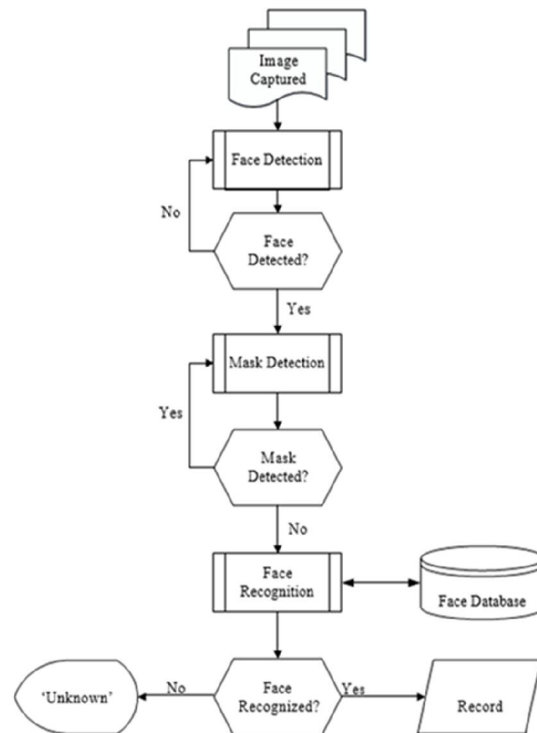 Image
Captured
Face Detection
No
Face
Detected?
Yes
Mask Detection
Yes
Mask
Detected?
No
Face
Recognition
Face Database
'Unknown'
No
Face
Recognized?
Yes
Record